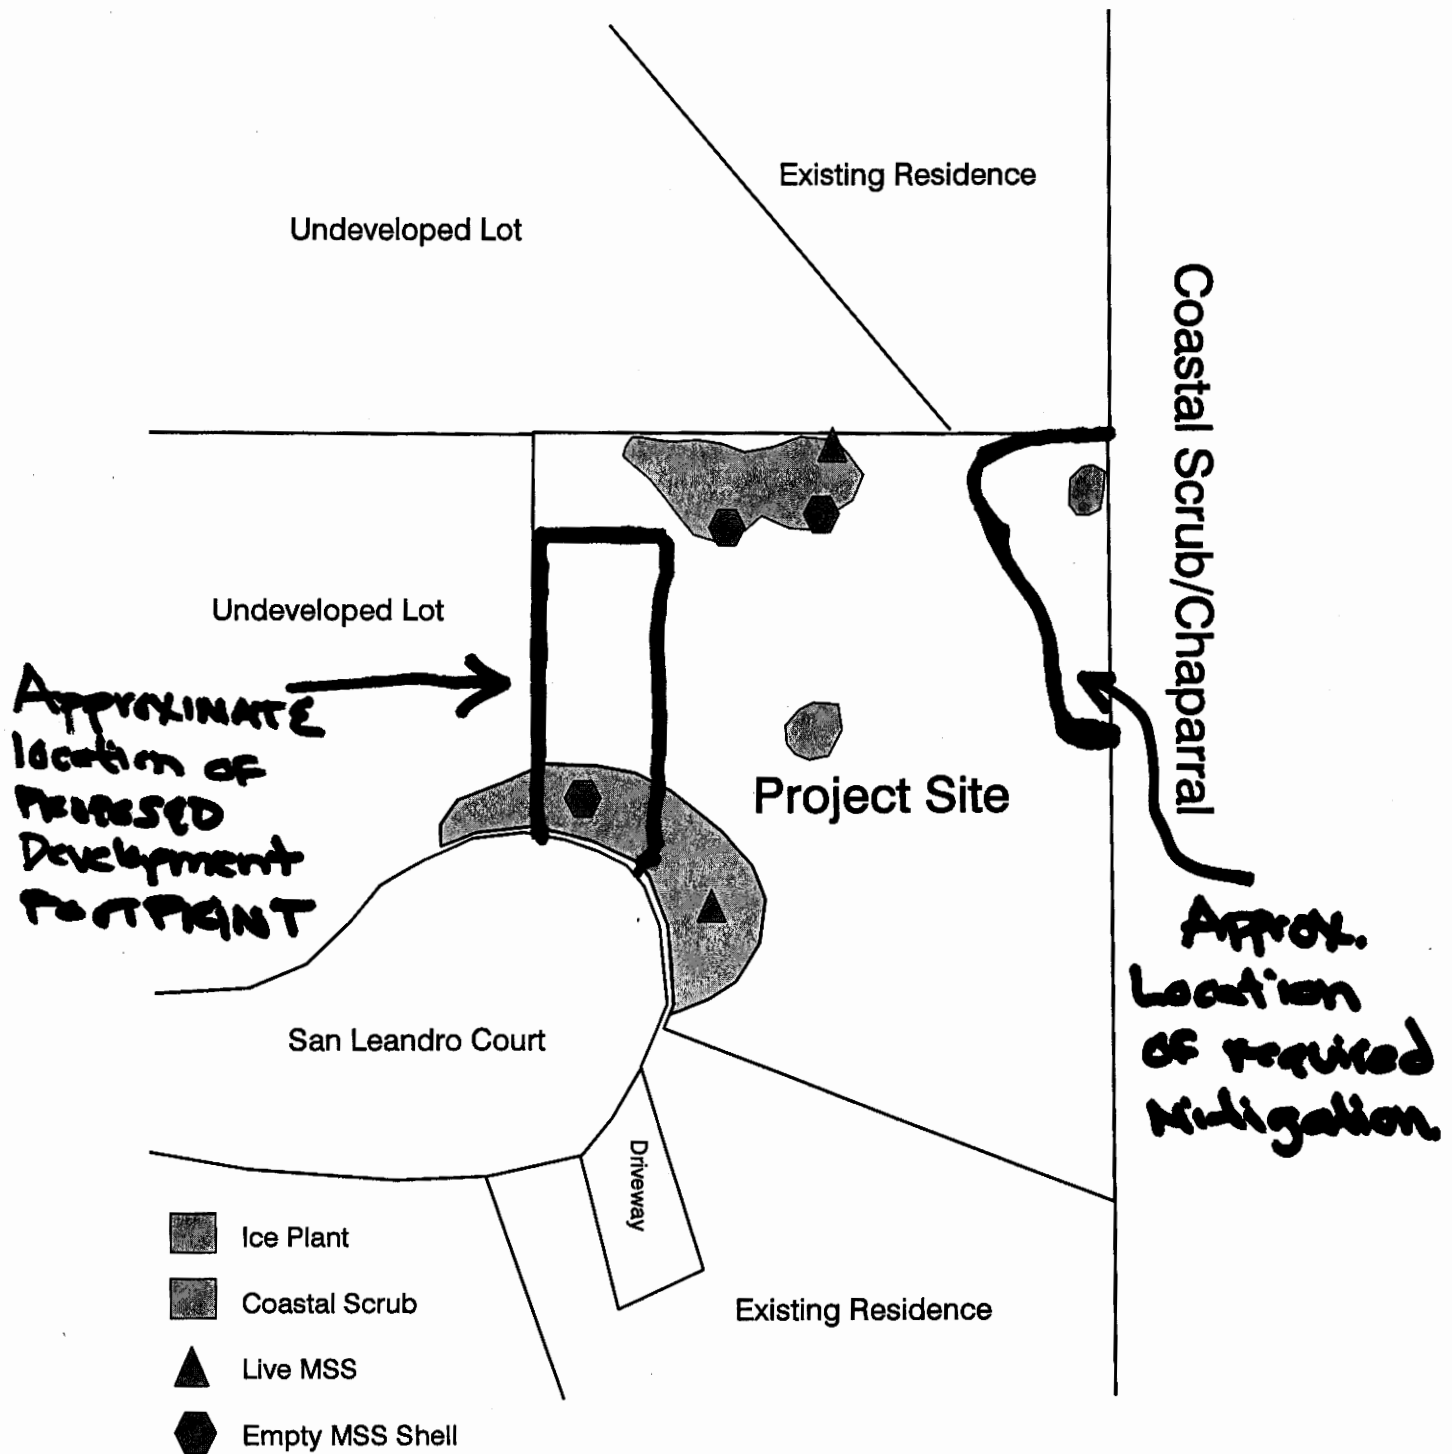 Existing Residence
Undeveloped Lot
Coastal Scrub/Chaparral
Undeveloped Lot
Approximate
location of
Proposed
Development
Footprint
Project Site
Approx.
Location
of required
Mitigation.
San Leandro Court
Driveway
Existing Residence
Ice Plant
Coastal Scrub
Live MSS
Empty MSS Shell